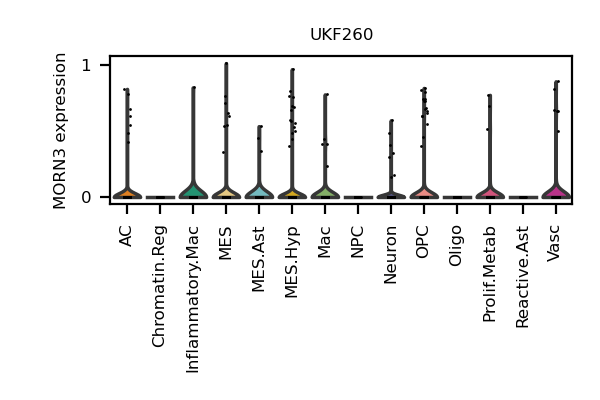 UKF260
MORN3 expression
1
0
AC
Chromatin.Reg
Inflammatory.Mac
MES
MES.Ast
MES.Hyp
Mac
NPC
Neuron
OPC
Oligo
Prolif.Metab
Reactive.Ast
Vasc